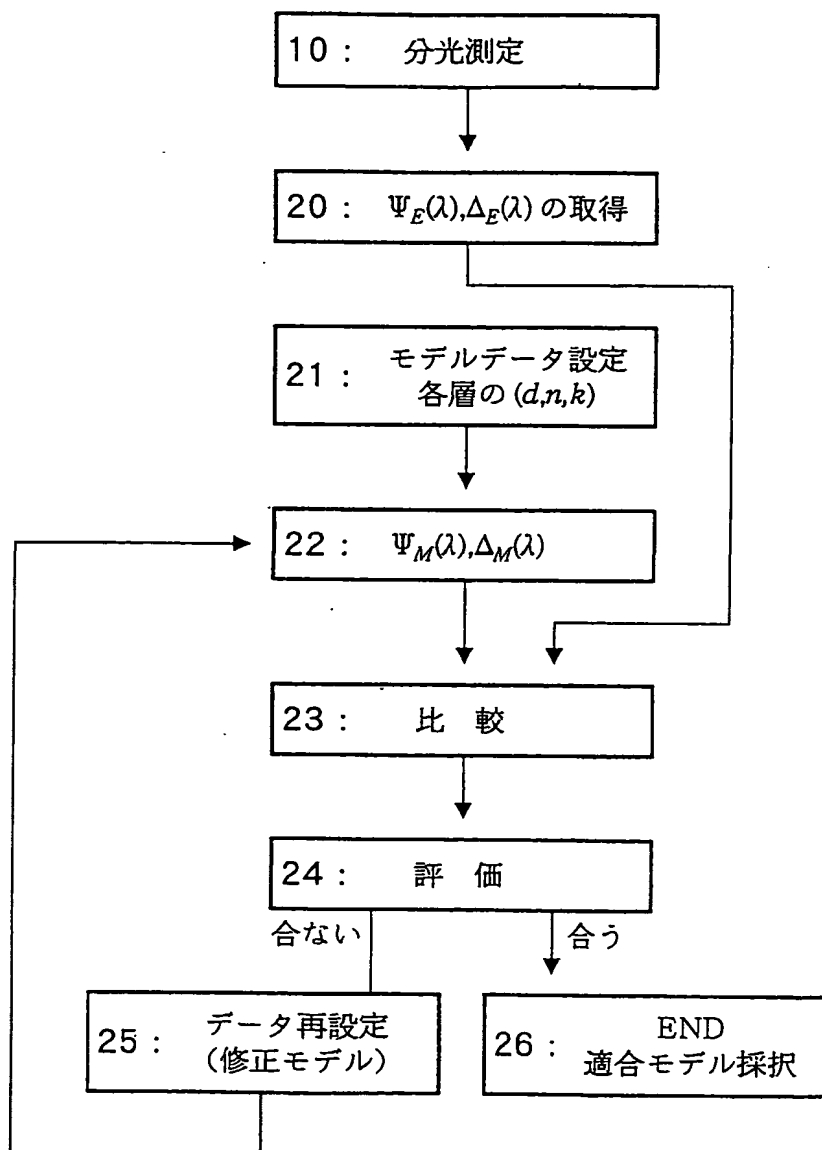 10： 分光測定
20： Ψ_E(λ),Δ_E(λ) の取得
21： モデルデータ設定
各層の (d,n,k)
22： Ψ_M(λ),Δ_M(λ)
23： 比 較
24： 評 価
合ない
合う
25： データ再設定
（修正モデル）
26： END
適合モデル採択